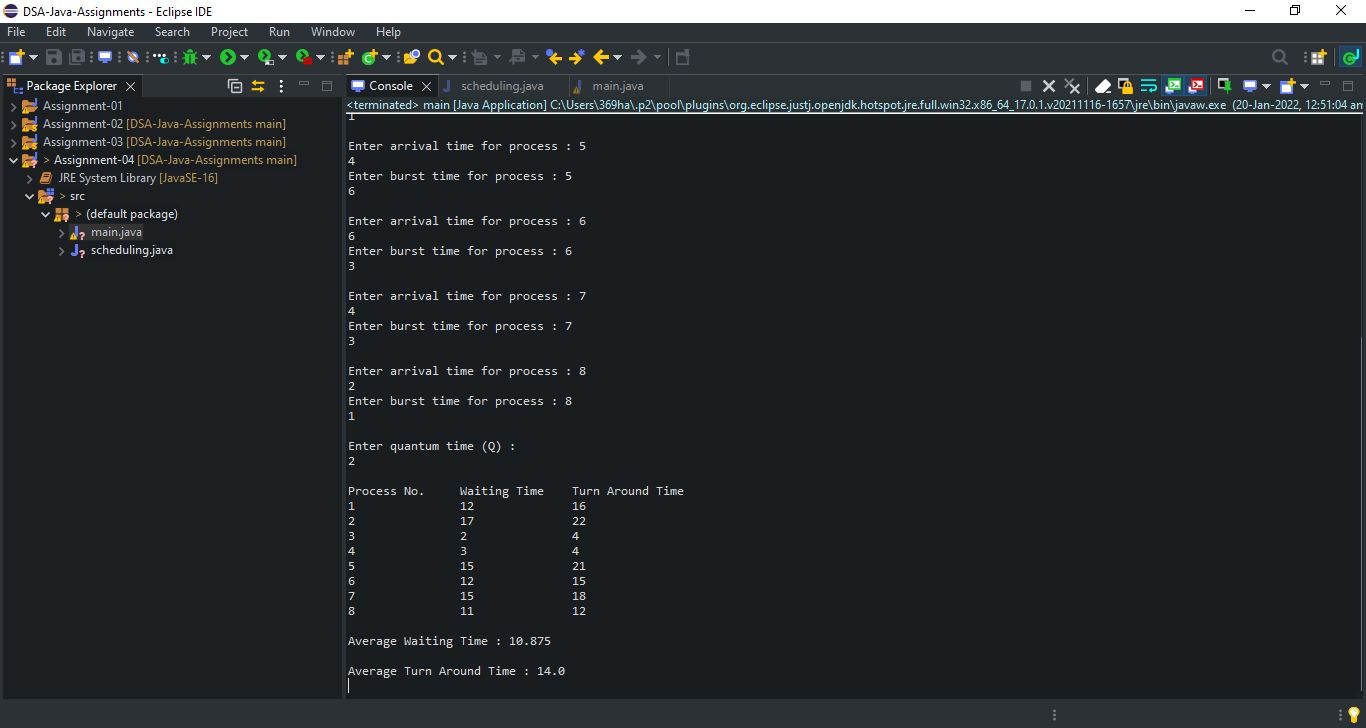 DSA-Java-Assignments - Eclipse IDE
File Edit Navigate Search Project Run Window Help
Package Explorer
Assignment-01
Assignment-02 [DSA-Java-Assignments main]
Assignment-03 [DSA-Java-Assignments main]
> Assignment-04 [DSA-Java-Assignments main]
JRE System Library [JavaSE-16]
> src
> (default package)
main.java
scheduling.java
Console scheduling.java main.java
<terminated> main [Java Application] C:\Users\369ha\.p2\pool\plugins\org.eclipse.justj.openjdk.hotspot.jre.full.win32.x86_64_17.0.1.v20211116-1657\jre\bin\javaw.exe (20-Jan-2022, 12:51:04 am
1
Enter arrival time for process : 5
4
Enter burst time for process : 5
6
Enter arrival time for process : 6
6
Enter burst time for process : 6
3
Enter arrival time for process : 7
4
Enter burst time for process : 7
3
Enter arrival time for process : 8
2
Enter burst time for process : 8
1
Enter quantum time (Q) :
2
Process No. Waiting Time Turn Around Time
1 12 16
2 17 22
3 2 4
4 3 4
5 15 21
6 12 15
7 15 18
8 11 12
Average Waiting Time : 10.875
Average Turn Around Time : 14.0